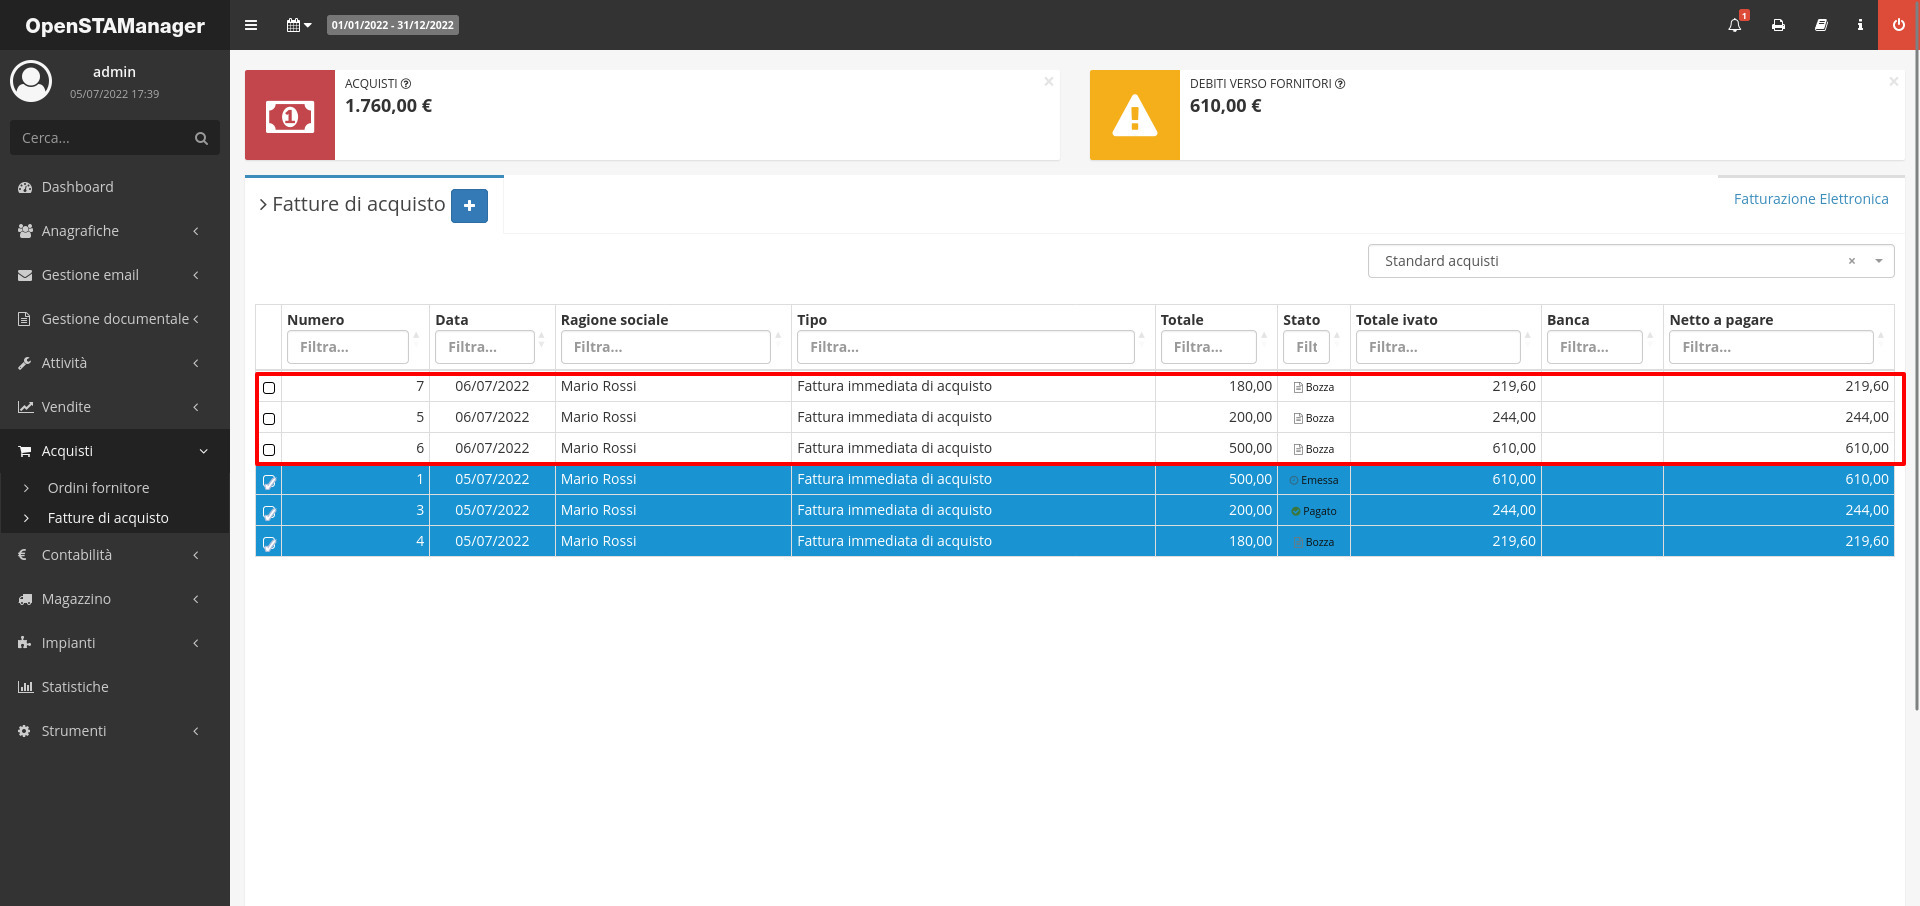 OpenSTAManager
01/01/2022 - 31/12/2022
1
admin
05/07/2022 17:39
Cerca...
Dashboard
Anagrafiche
Gestione email
Gestione documentale
Attività
Vendite
Acquisti
Ordini fornitore
Fatture di acquisto
Contabilità
Magazzino
Impianti
Statistiche
Strumenti
ACQUISTI
1.760,00 €
×
DEBITI VERSO FORNITORI
610,00 €
×
Fatture di acquisto +
Fatturazione Elettronica
Standard acquisti × 
Numero Data Ragione sociale Tipo Totale Stato Totale ivato Banca Netto a pagare
Filtra... Filtra... Filtra... Filtra... Filtra... Filt Filtra... Filtra... Filtra...
7 06/07/2022 Mario Rossi Fattura immediata di acquisto 180,00 Bozza 219,60 219,60
5 06/07/2022 Mario Rossi Fattura immediata di acquisto 200,00 Bozza 244,00 244,00
6 06/07/2022 Mario Rossi Fattura immediata di acquisto 500,00 Bozza 610,00 610,00
1 05/07/2022 Mario Rossi Fattura immediata di acquisto 500,00 Emessa 610,00 610,00
3 05/07/2022 Mario Rossi Fattura immediata di acquisto 200,00 Pagato 244,00 244,00
4 05/07/2022 Mario Rossi Fattura immediata di acquisto 180,00 Bozza 219,60 219,60